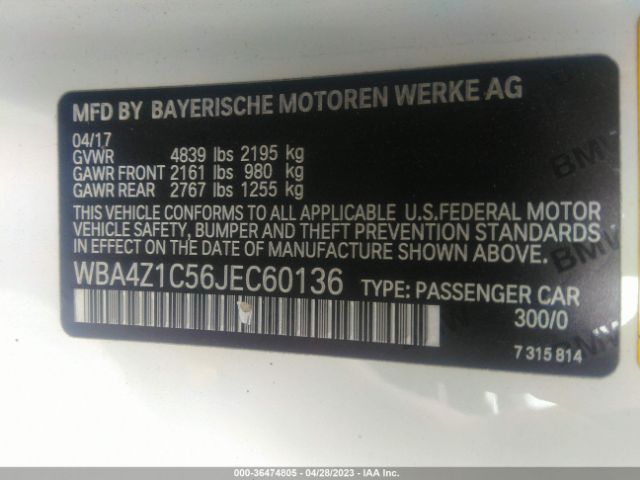 MFD BY BAYERISCHE MOTOREN WERKE AG
04/17
GVWR 4839 lbs 2195 kg
GAWR FRONT 2161 lbs 980 kg
GAWR REAR 2767 lbs 1255 kg
THIS VEHICLE CONFORMS TO ALL APPLICABLE U.S.FEDERAL MOTOR
VEHICLE SAFETY, BUMPER AND THEFT PREVENTION STANDARDS
IN EFFECT ON THE DATE OF MANUFACTURE SHOWN ABOVE.
WBA4Z1C56JEC60136 TYPE: PASSENGER CAR
300/0
7 315 814
BMW
BMW
BMW
000-36474805 - 04/28/2023 - IAA Inc.